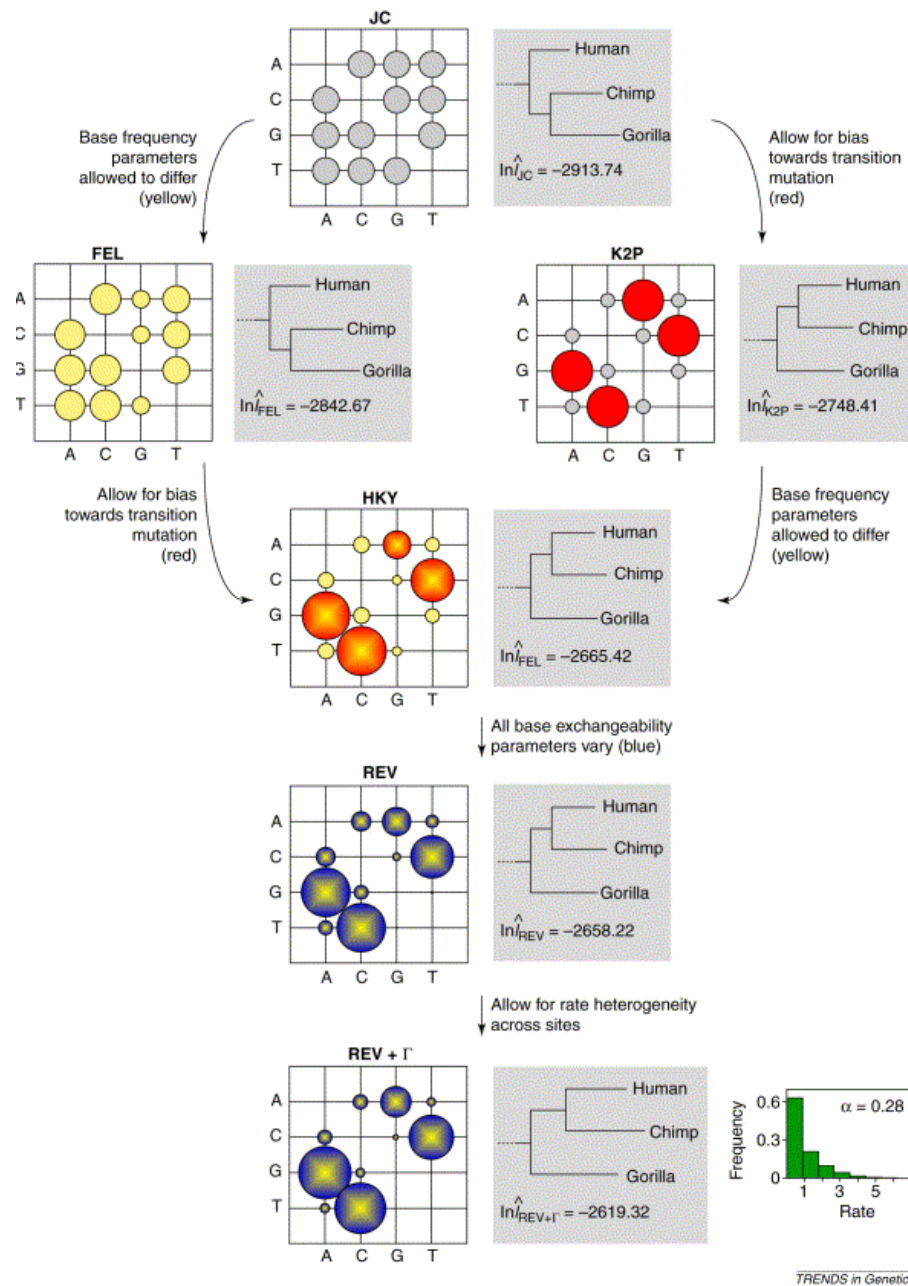 JC
A
C
G
T
A C G T
Human
Chimp
Gorilla
ln l̂JC = −2913.74
Base frequency
parameters
allowed to differ
(yellow)
Allow for bias
towards transition
mutation
(red)
FEL
A
C
G
T
A C G T
Human
Chimp
Gorilla
ln l̂FEL = −2842.67
K2P
A
C
G
T
A C G T
Human
Chimp
Gorilla
ln l̂K2P = −2748.41
Allow for bias
towards transition
mutation
(red)
HKY
A
C
G
T
A C G T
Human
Chimp
Gorilla
ln l̂FEL = −2665.42
Base frequency
parameters
allowed to differ
(yellow)
All base exchangeability
parameters vary (blue)
REV
A
C
G
T
A C G T
Human
Chimp
Gorilla
ln l̂REV = −2658.22
Allow for rate heterogeneity
across sites
REV + Γ
A
C
G
T
A C G T
Human
Chimp
Gorilla
ln l̂REV+Γ = −2619.32
Frequency
0.6
0.3
0
α = 0.28
1 3 5
Rate
TRENDS in Genetic